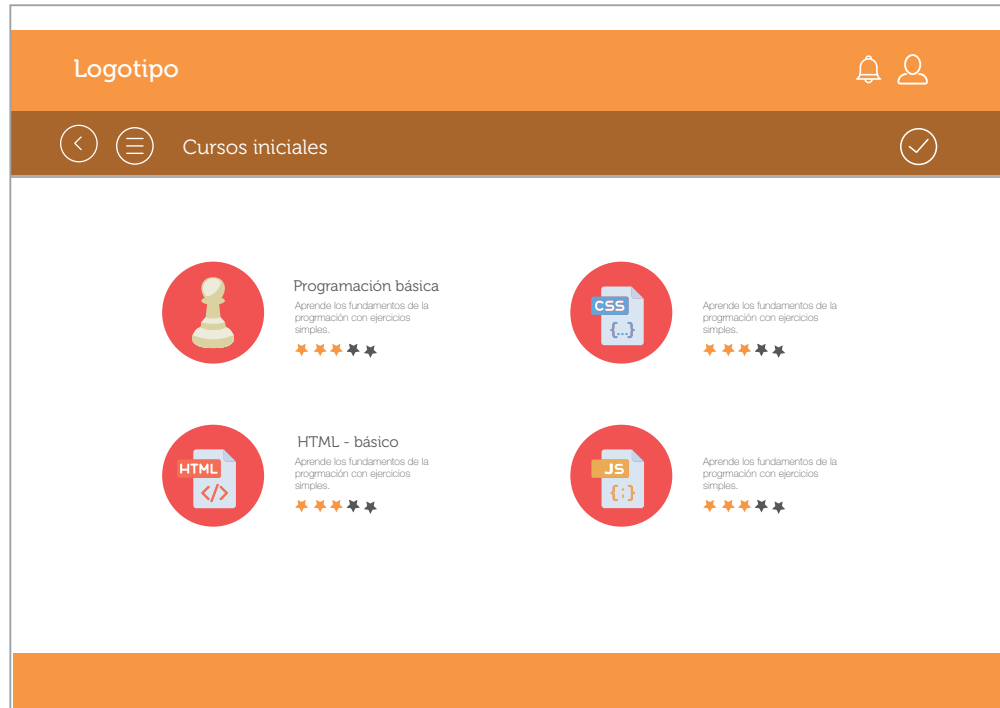 Logotipo
Cursos iniciales
Programación básica
Aprende los fundamentos de la
progrmación con ejercicios
simples.
CSS
{...}
Aprende los fundamentos de la
progrmación con ejercicios
simples.
HTML
</>
HTML - básico
Aprende los fundamentos de la
progrmación con ejercicios
simples.
JS
{;}
Aprende los fundamentos de la
progrmación con ejercicios
simples.